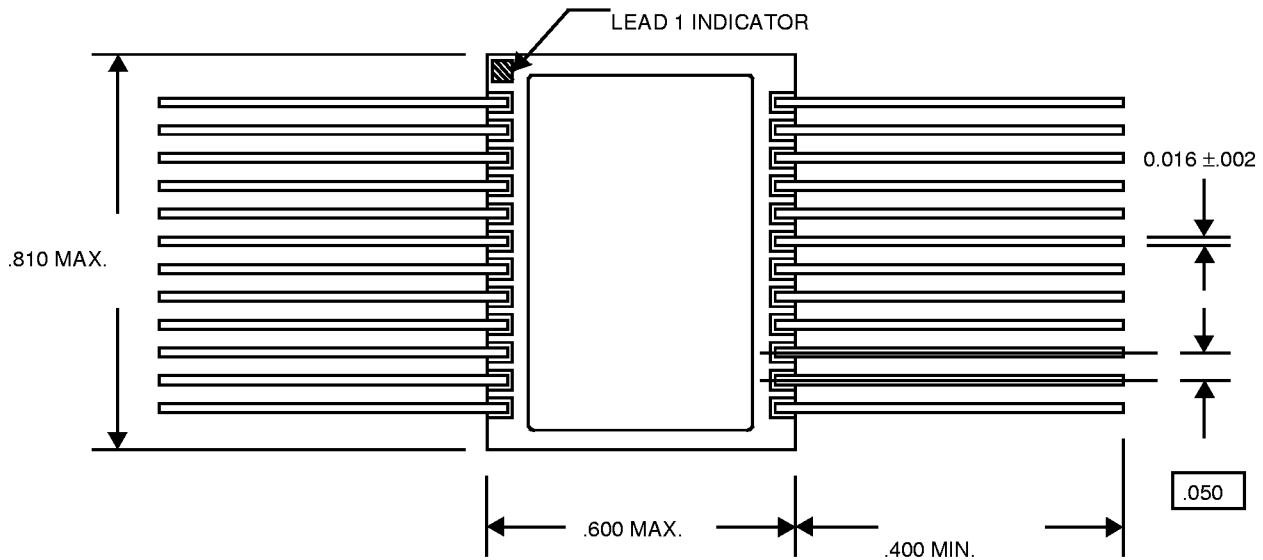 LEAD 1 INDICATOR
0.016 ±.002
.810 MAX.
.050
.600 MAX.
.400 MIN.